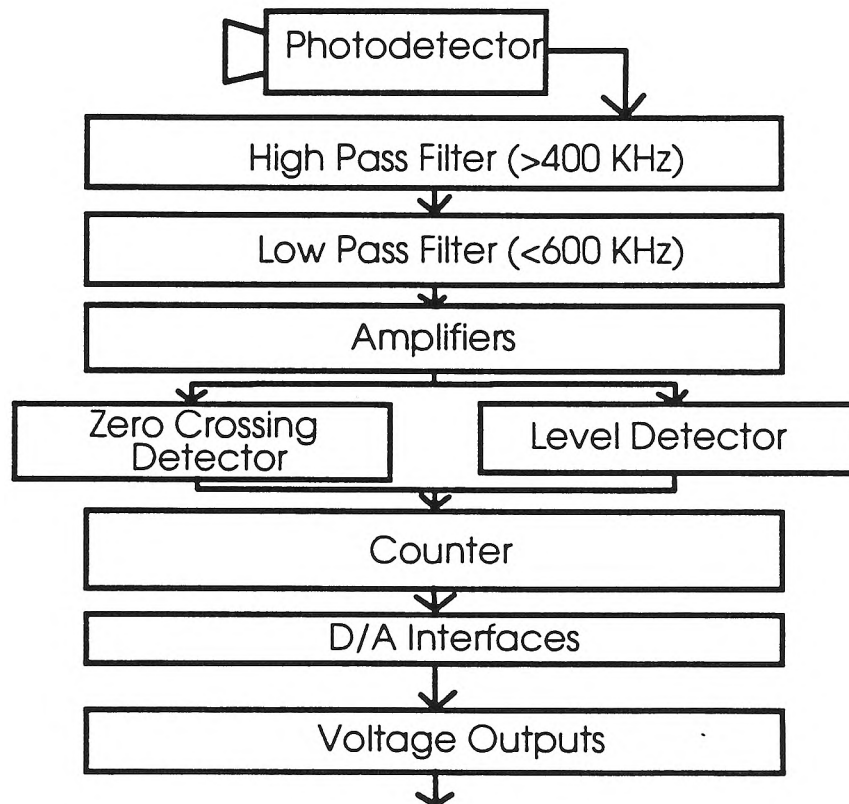 Photodetector
High Pass Filter (>400 KHz)
Low Pass Filter (<600 KHz)
Amplifiers
Zero Crossing
Detector
Level Detector
Counter
D/A Interfaces
Voltage Outputs